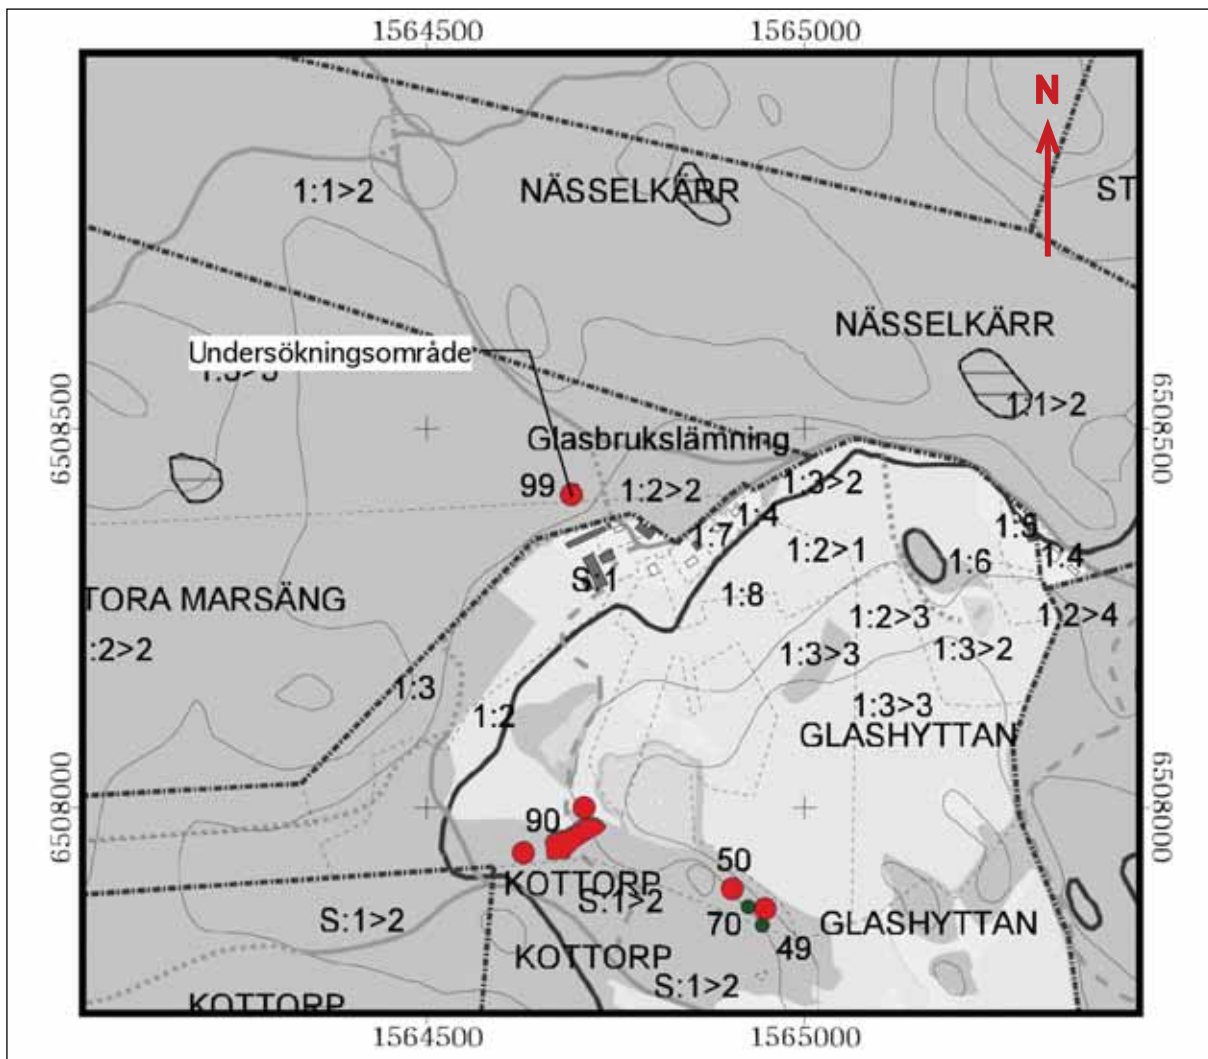 1564500 1565000
N
1:1>2 NÄSSELKÄRR ST
NÄSSELKÄRR
Undersökningsområde
1:3>3
1:1>2
6508500 6508500
Glasbrukslämning
99 1:2>2 1:3>2
1:7 1:4 1:5
1:2>1 1:6 1:4
S:1
TORA MARSÄNG 1:8 1:2>3 1:2>4
:2>2 1:3>3 1:3>2
1:3
1:2 1:3>3
GLASHYTTAN
6508000 6508000
90
50
KOTTORP
S:1>2
S:1>2 70 GLASHYTTAN
49
KOTTORP
S:1>2
KOTTORP
1564500 1565000